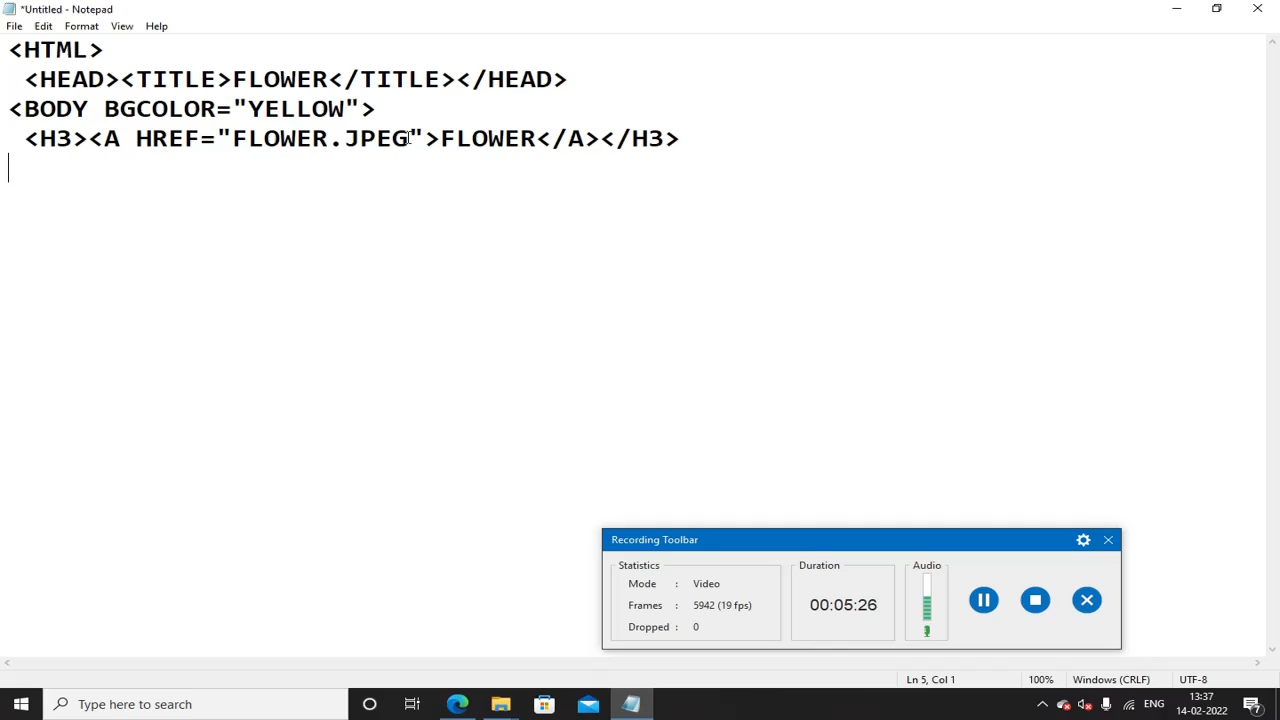 *Untitled - Notepad
File Edit Format View Help
<HTML>
<HEAD><TITLE>FLOWER</TITLE></HEAD>
<BODY BGCOLOR="YELLOW">
<H3><A HREF="FLOWER.JPEG">FLOWER</A></H3>
Recording Toolbar
Statistics Duration Audio
Mode : Video
Frames : 5942 (19 fps)
00:05:26
Dropped : 0
Ln 5, Col 1 100% Windows (CRLF) UTF-8
Type here to search
ENG
13:37
14-02-2022
7